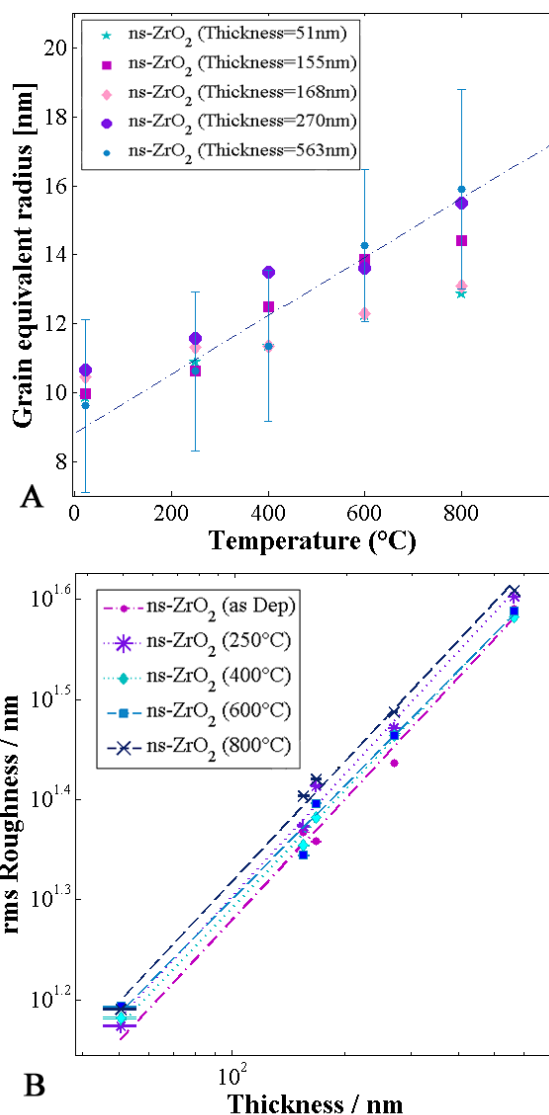 20
18
16
14
12
10
8
Grain equivalent radius [nm]
ns-ZrO₂ (Thickness=51nm)
ns-ZrO₂ (Thickness=155nm)
ns-ZrO₂ (Thickness=168nm)
ns-ZrO₂ (Thickness=270nm)
ns-ZrO₂ (Thickness=563nm)
0 200 400 600 800
A
Temperature (°C)
10^1.6
10^1.5
10^1.4
10^1.3
10^1.2
rms Roughness / nm
ns-ZrO₂ (as Dep)
ns-ZrO₂ (250°C)
ns-ZrO₂ (400°C)
ns-ZrO₂ (600°C)
ns-ZrO₂ (800°C)
10²
B
Thickness / nm